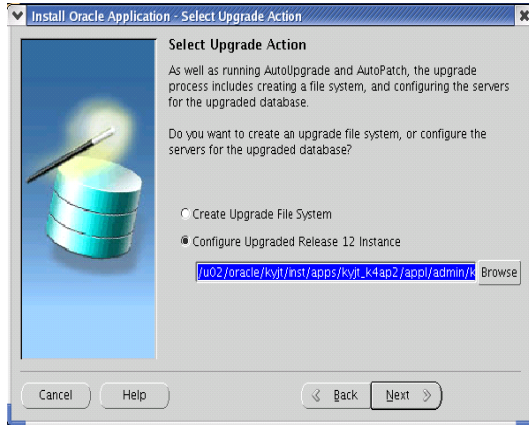 Install Oracle Application - Select Upgrade Action
Select Upgrade Action
As well as running AutoUpgrade and AutoPatch, the upgrade
process includes creating a file system, and configuring the servers
for the upgraded database.
Do you want to create an upgrade file system, or configure the
servers for the upgraded database?
Create Upgrade File System
Configure Upgraded Release 12 Instance
/u02/oracle/kyjt/inst/apps/kyjt_k4ap2/appl/admin/k
Browse
Cancel
Help
Back
Next